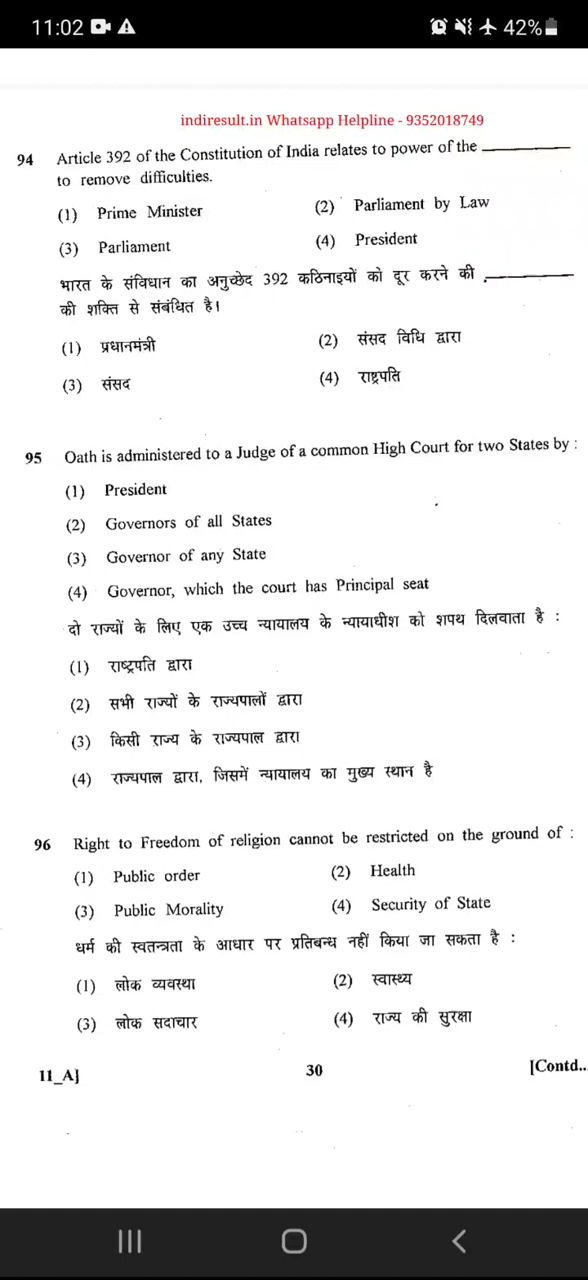 11:02 42%
indiresult.in Whatsapp Helpline - 9352018749
94 Article 392 of the Constitution of India relates to power of the ________
to remove difficulties.
(1) Prime Minister (2) Parliament by Law
(3) Parliament (4) President
भारत के संविधान का अनुच्छेद 392 कठिनाइयों को दूर करने की ________
की शक्ति से संबंधित है।
(1) प्रधानमंत्री (2) संसद विधि द्वारा
(3) संसद (4) राष्ट्रपति
95 Oath is administered to a Judge of a common High Court for two States by :
(1) President
(2) Governors of all States
(3) Governor of any State
(4) Governor, which the court has Principal seat
दो राज्यों के लिए एक उच्च न्यायालय के न्यायाधीश को शपथ दिलवाता है :
(1) राष्ट्रपति द्वारा
(2) सभी राज्यों के राज्यपालों द्वारा
(3) किसी राज्य के राज्यपाल द्वारा
(4) राज्यपाल द्वारा, जिसमें न्यायालय का मुख्य स्थान है
96 Right to Freedom of religion cannot be restricted on the ground of :
(1) Public order (2) Health
(3) Public Morality (4) Security of State
धर्म की स्वतन्त्रता के आधार पर प्रतिबन्ध नहीं किया जा सकता है :
(1) लोक व्यवस्था (2) स्वास्थ्य
(3) लोक सदाचार (4) राज्य की सुरक्षा
11_A] 30 [Contd...